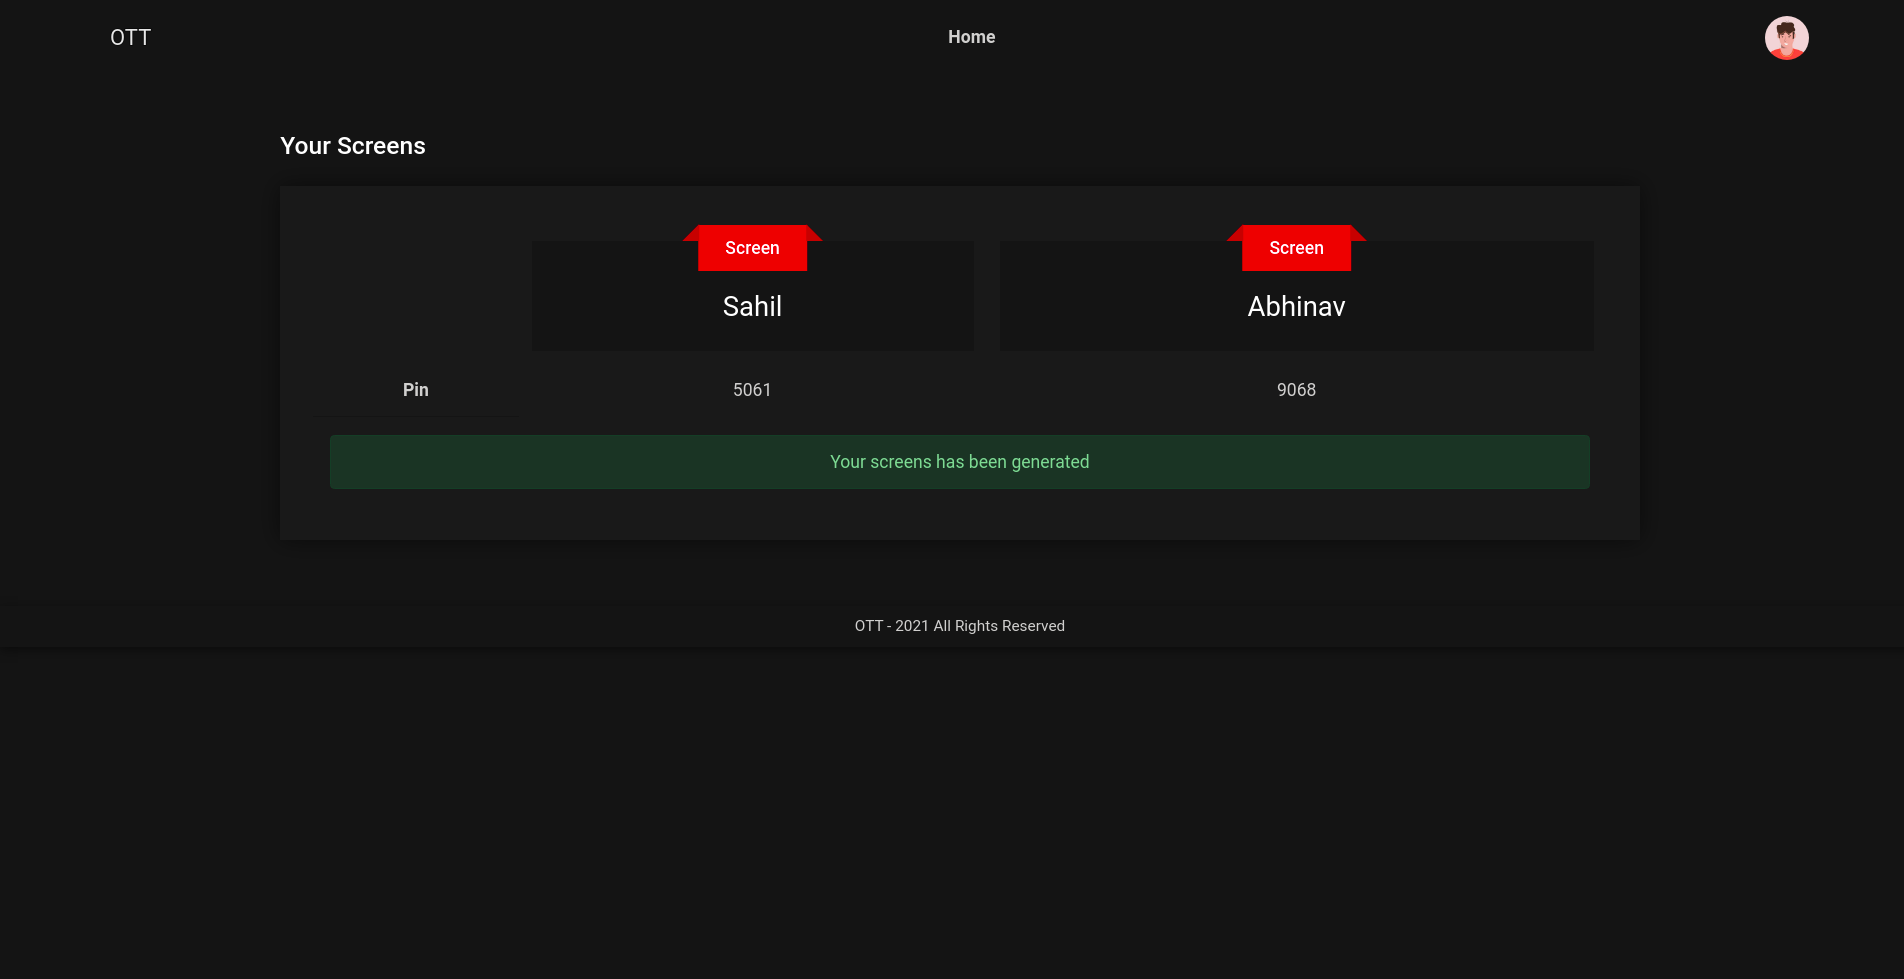 OTT Home
Your Screens
Screen Screen
Sahil Abhinav
Pin 5061 9068
Your screens has been generated
OTT - 2021 All Rights Reserved